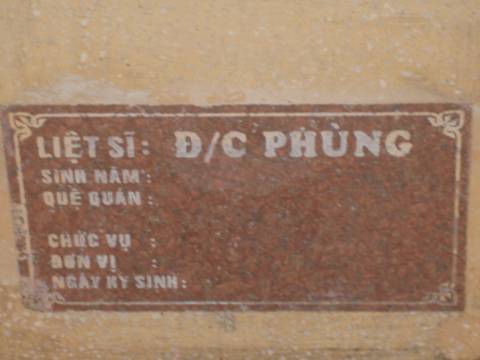 LIỆT SĨ: Đ/C PHÙNG
SINH NĂM:
QUÊ QUÁN:
CHỨC VỤ :
ĐƠN VỊ :
NGÀY HY SINH: